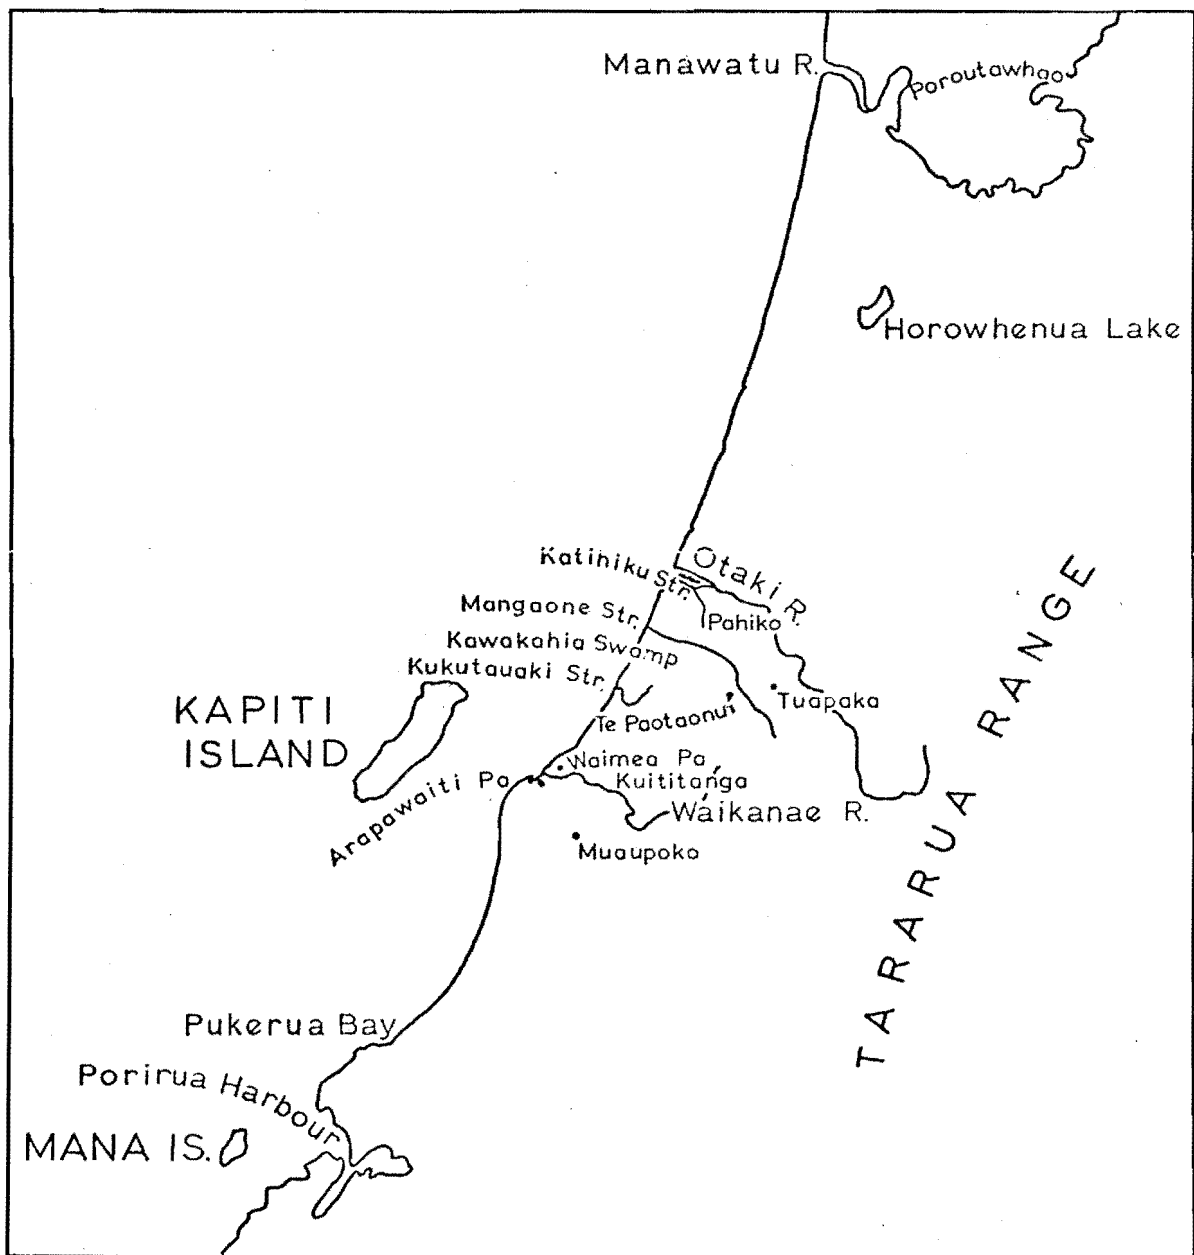 Manawatu R.
Poroutawhao
Horowhenua Lake
Otaki R.
Katihiku Str.
Mangaone Str.
Pahiko
Kawakahia Swamp
Kukutauaki Str.
KAPITI
ISLAND
Tuapaka
Te Paotaonui
Waimea Pa
Kuititanga
Arapawaiti Pa
Waikanae R.
Muaupoko
TARARUA RANGE
Pukerua Bay
Porirua Harbour
MANA IS.